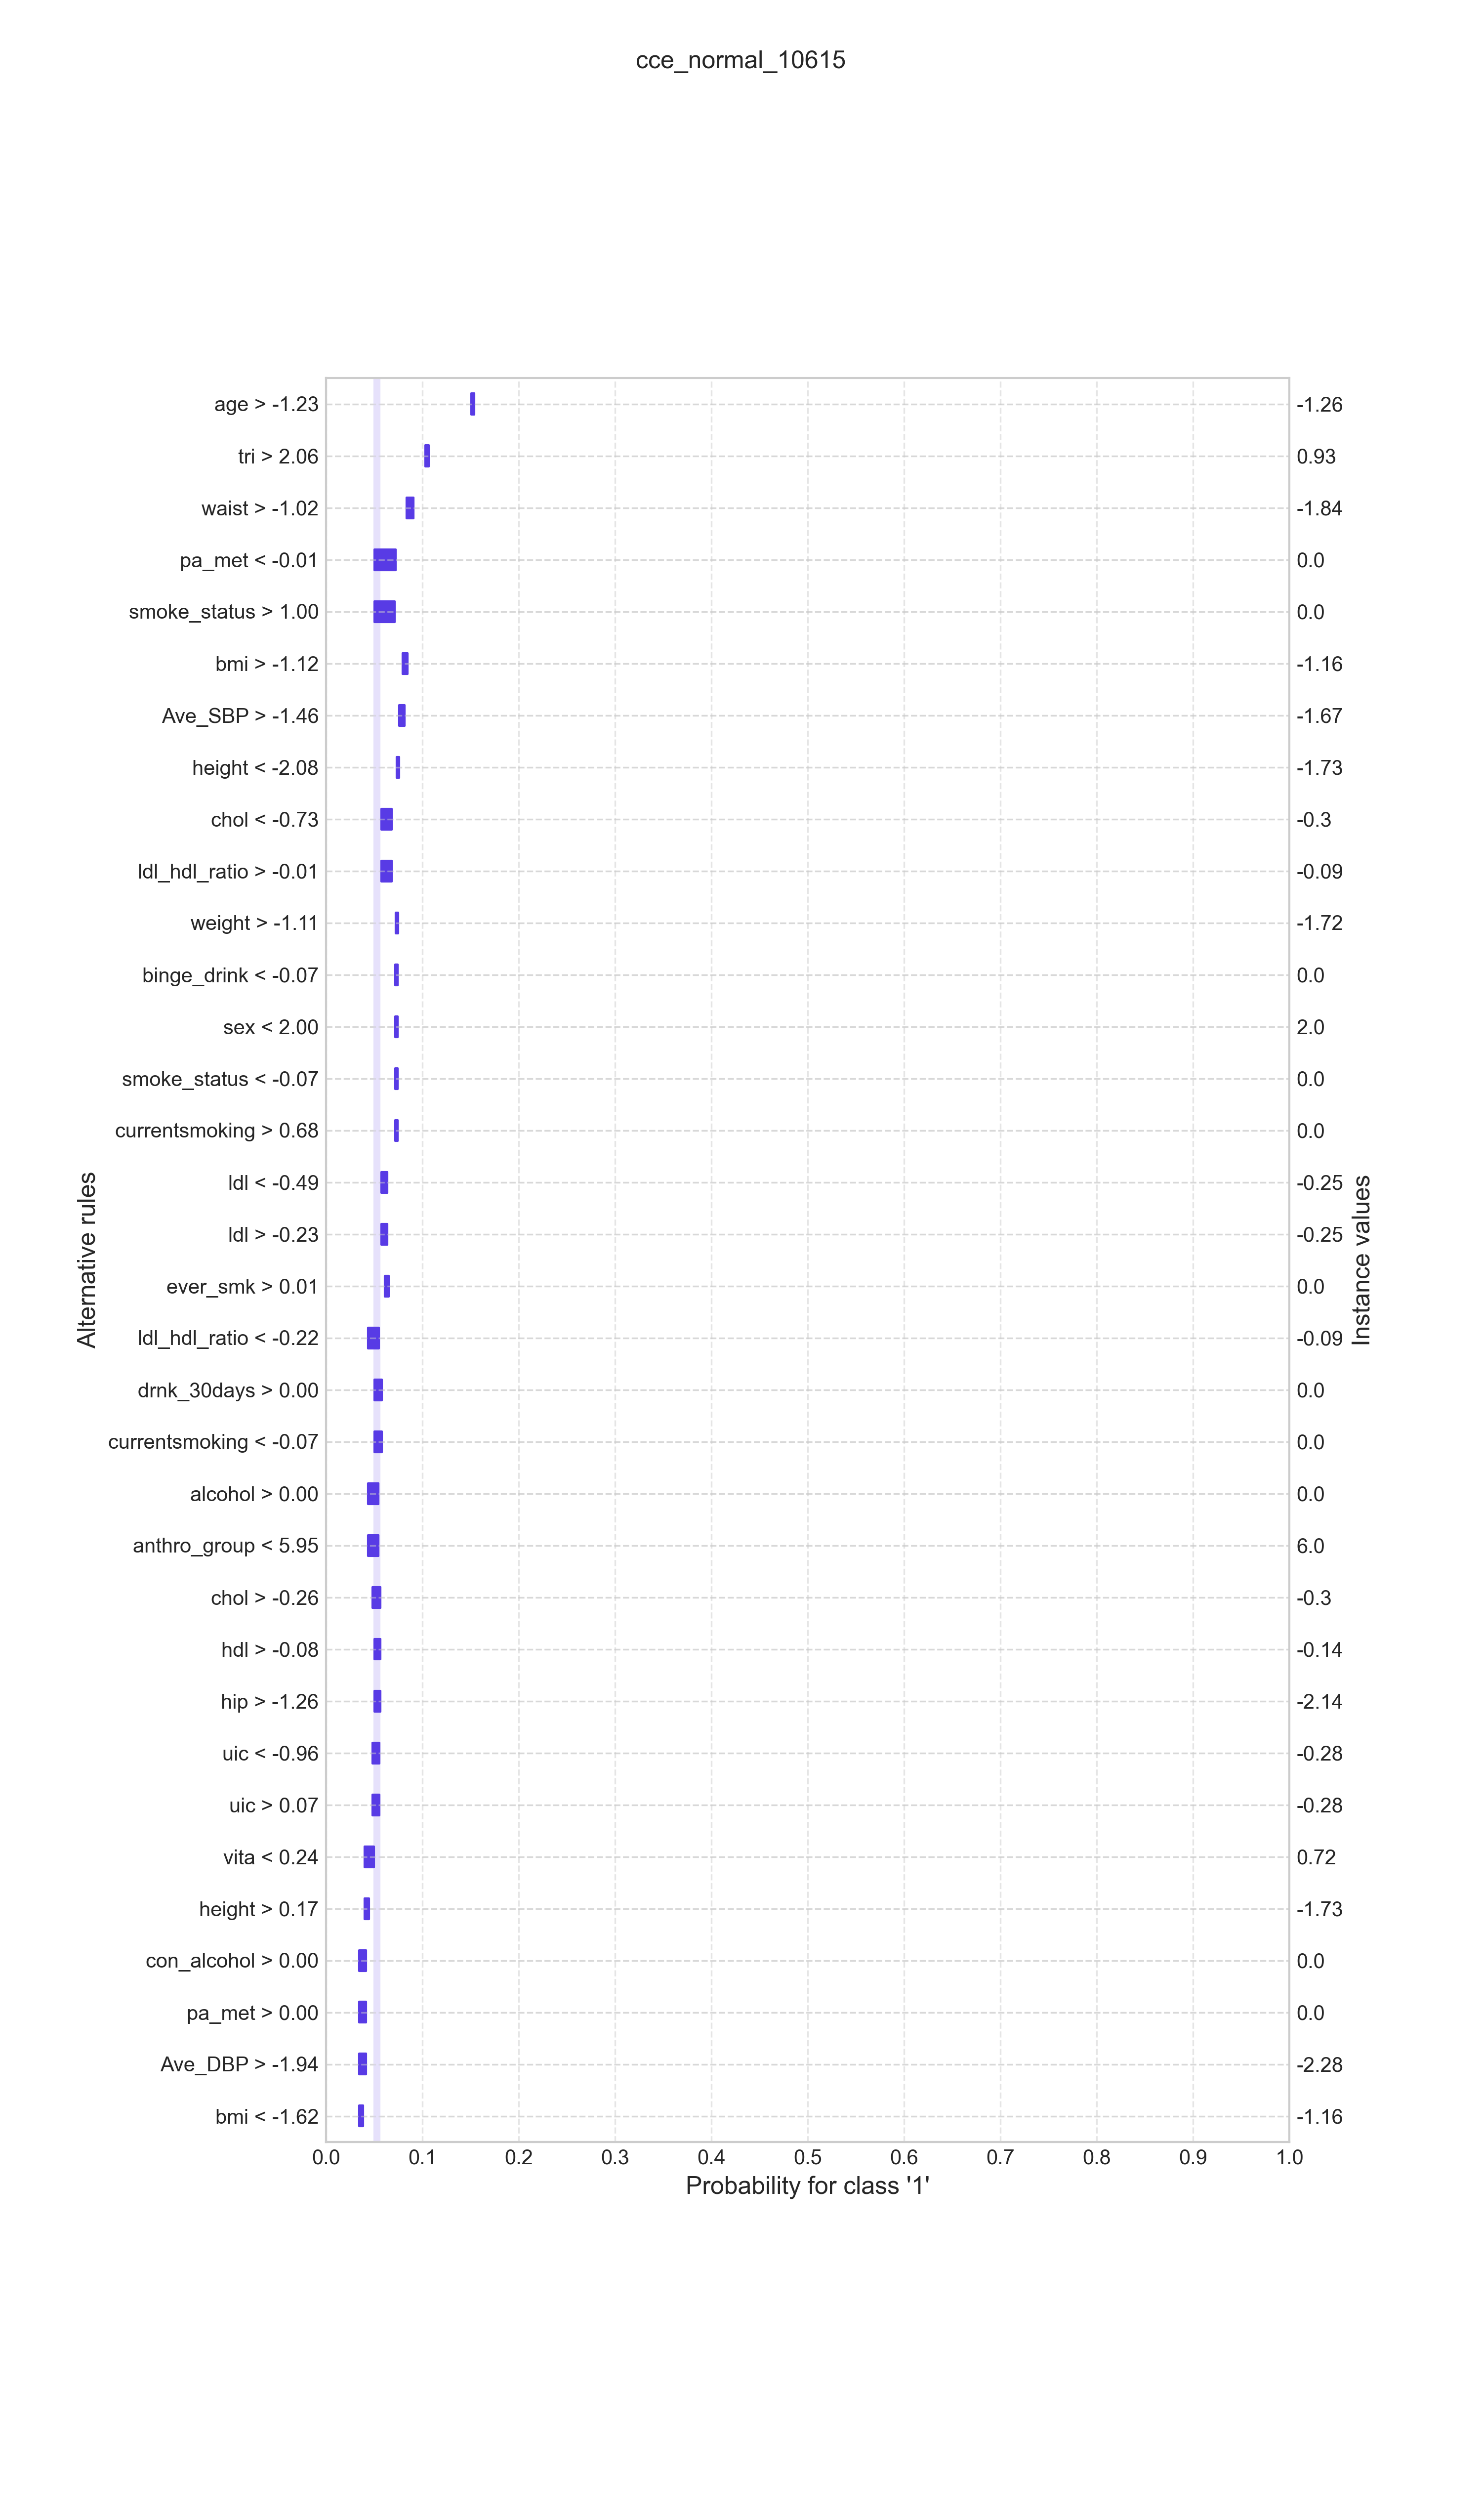 cce_normal_10615
age > -1.23 -1.26
tri > 2.06 0.93
waist > -1.02 -1.84
pa_met < -0.01 0.0
smoke_status > 1.00 0.0
bmi > -1.12 -1.16
Ave_SBP > -1.46 -1.67
height < -2.08 -1.73
chol < -0.73 -0.3
ldl_hdl_ratio > -0.01 -0.09
weight > -1.11 -1.72
binge_drink < -0.07 0.0
sex < 2.00 2.0
smoke_status < -0.07 0.0
currentsmoking > 0.68 0.0
ldl < -0.49 -0.25
ldl > -0.23 -0.25
ever_smk > 0.01 0.0
ldl_hdl_ratio < -0.22 -0.09
drnk_30days > 0.00 0.0
currentsmoking < -0.07 0.0
alcohol > 0.00 0.0
anthro_group < 5.95 6.0
chol > -0.26 -0.3
hdl > -0.08 -0.14
hip > -1.26 -2.14
uic < -0.96 -0.28
uic > 0.07 -0.28
vita < 0.24 0.72
height > 0.17 -1.73
con_alcohol > 0.00 0.0
pa_met > 0.00 0.0
Ave_DBP > -1.94 -2.28
bmi < -1.62 -1.16
Alternative rules
Instance values
0.0 0.1 0.2 0.3 0.4 0.5 0.6 0.7 0.8 0.9 1.0
Probability for class '1'